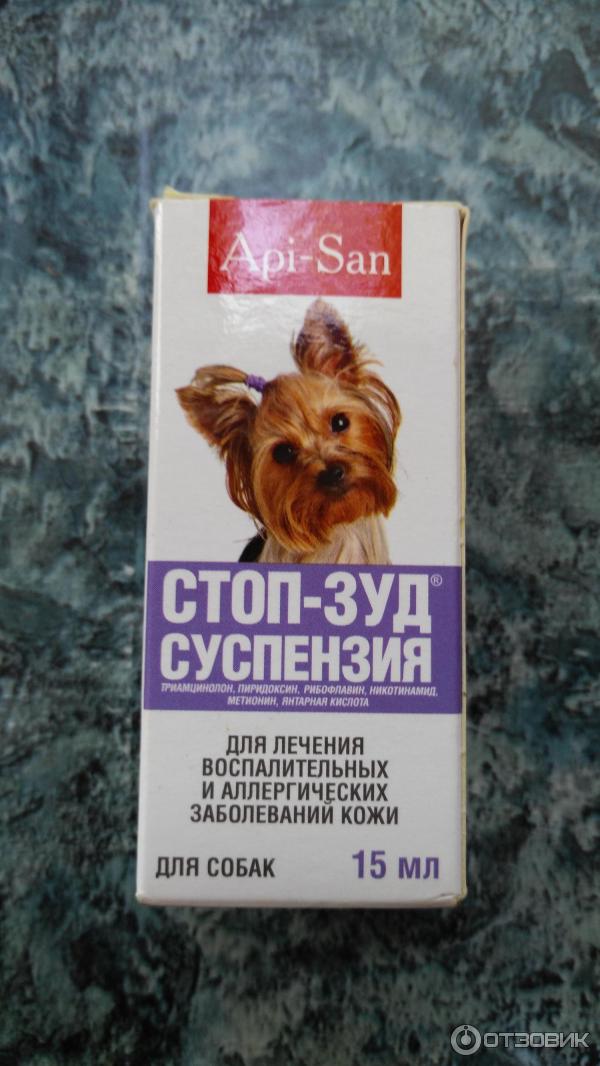 Api-San
СТОП-ЗУД®
СУСПЕНЗИЯ
ТРИАМЦИНОЛОН, ПИРИДОКСИН, РИБОФЛАВИН, НИКОТИНАМИД,
МЕТИОНИН, ЯНТАРНАЯ КИСЛОТА
ДЛЯ ЛЕЧЕНИЯ
ВОСПАЛИТЕЛЬНЫХ
И АЛЛЕРГИЧЕСКИХ
ЗАБОЛЕВАНИЙ КОЖИ
ДЛЯ СОБАК 15 мл
ОТЗОВИК